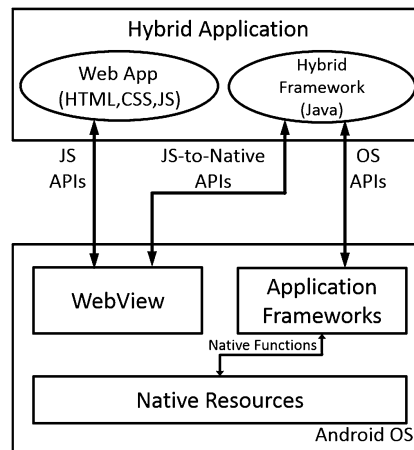 Hybrid Application
Web App
(HTML,CSS,JS)
Hybrid
Framework
(Java)
JS
APIs
JS-to-Native
APIs
OS
APIs
WebView
Application
Frameworks
Native Functions
Native Resources
Android OS